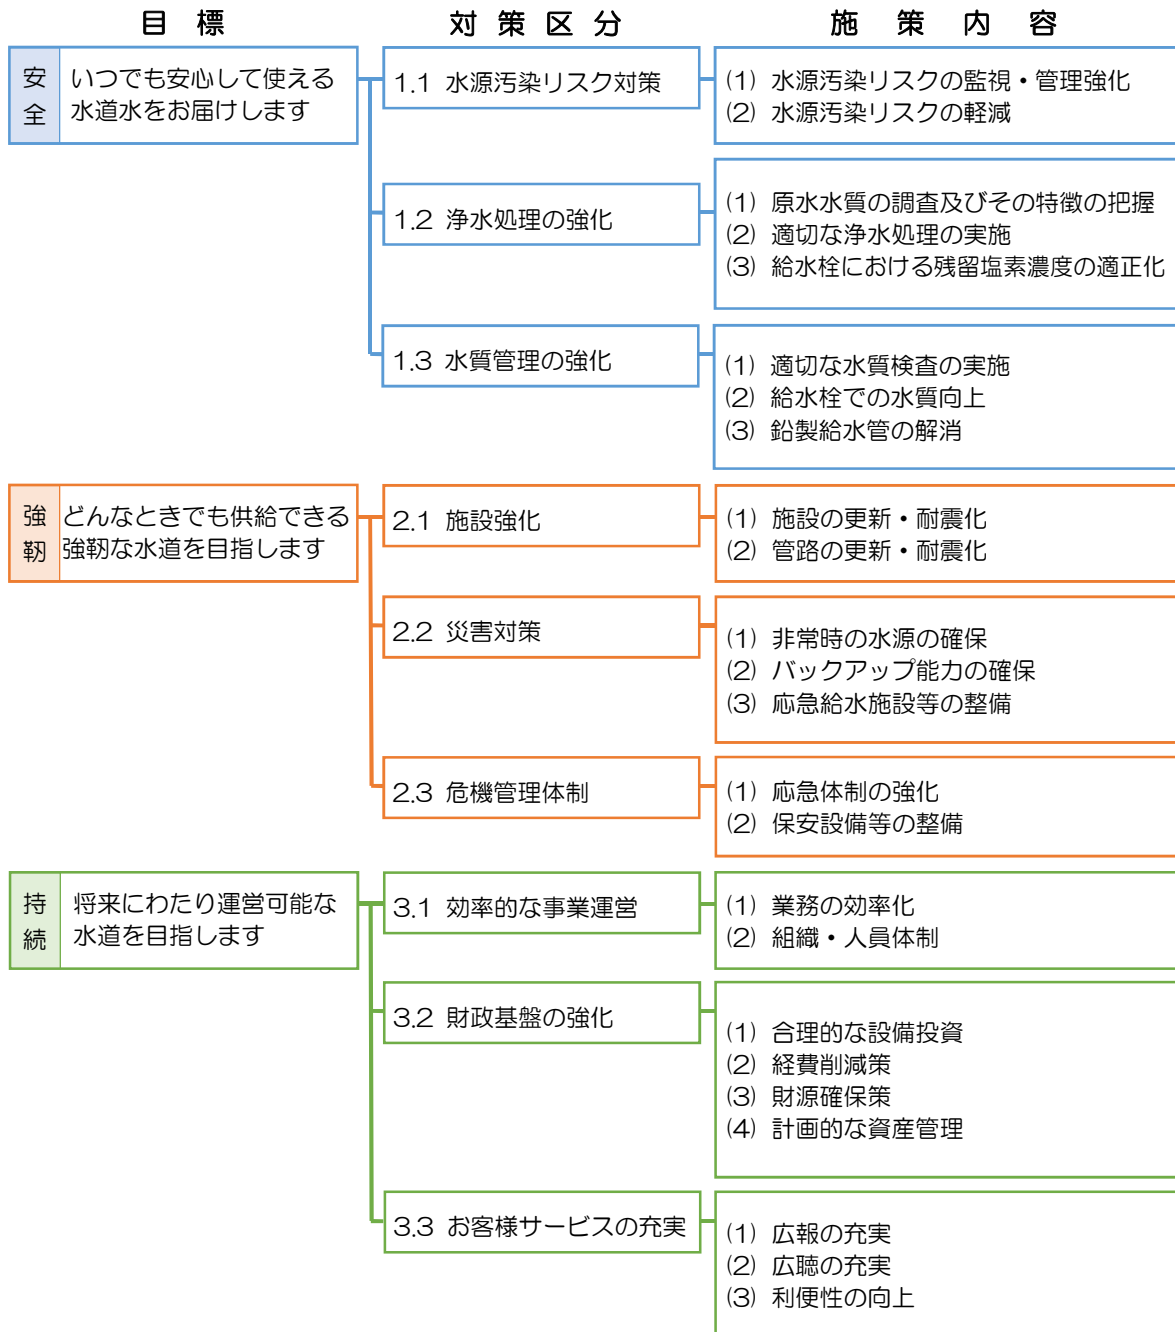 目標 対策区分 施策内容
安全
いつでも安心して使える
水道水をお届けします
1.1 水源汚染リスク対策
(1) 水源汚染リスクの監視・管理強化
(2) 水源汚染リスクの軽減
1.2 浄水処理の強化
(1) 原水水質の調査及びその特徴の把握
(2) 適切な浄水処理の実施
(3) 給水栓における残留塩素濃度の適正化
1.3 水質管理の強化
(1) 適切な水質検査の実施
(2) 給水栓での水質向上
(3) 鉛製給水管の解消
強靭
どんなときでも供給できる
強靭な水道を目指します
2.1 施設強化
(1) 施設の更新・耐震化
(2) 管路の更新・耐震化
2.2 災害対策
(1) 非常時の水源の確保
(2) バックアップ能力の確保
(3) 応急給水施設等の整備
2.3 危機管理体制
(1) 応急体制の強化
(2) 保安設備等の整備
持続
将来にわたり運営可能な
水道を目指します
3.1 効率的な事業運営
(1) 業務の効率化
(2) 組織・人員体制
3.2 財政基盤の強化
(1) 合理的な設備投資
(2) 経費削減策
(3) 財源確保策
(4) 計画的な資産管理
3.3 お客様サービスの充実
(1) 広報の充実
(2) 広聴の充実
(3) 利便性の向上